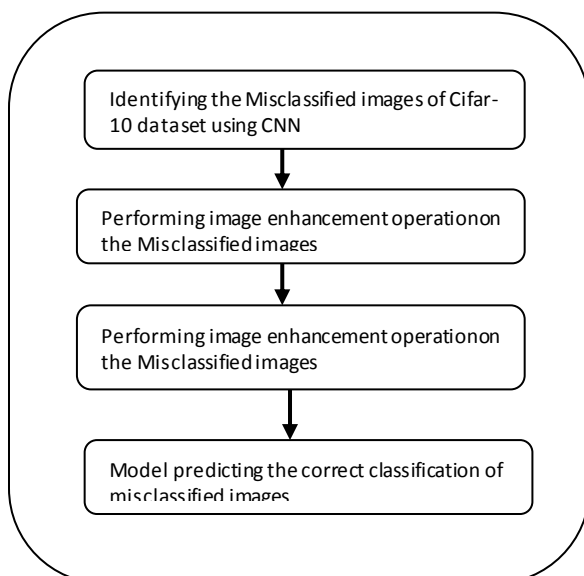 Identifying the Misclassified images of Cifar-
10 dataset using CNN
Performing image enhancement operationon
the Misclassified images
Performing image enhancement operationon
the Misclassified images
Model predicting the correct classification of
misclassified images